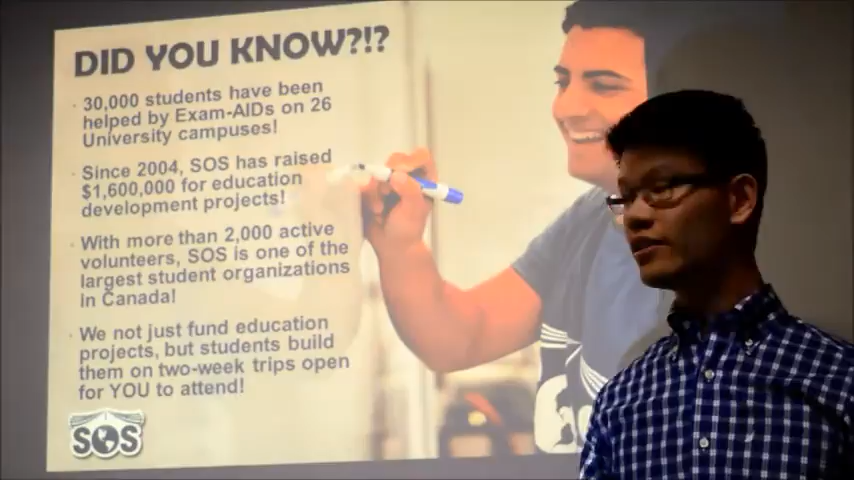 DID YOU KNOW?!?
30,000 students have been
helped by Exam-AIDs on 26
University campuses!
Since 2004, SOS has raised
$1,600,000 for education
development projects!
With more than 2,000 active
volunteers, SOS is one of the
largest student organizations
in Canada!
We not just fund education
projects, but students build
them on two-week trips open
for YOU to attend!
SOS